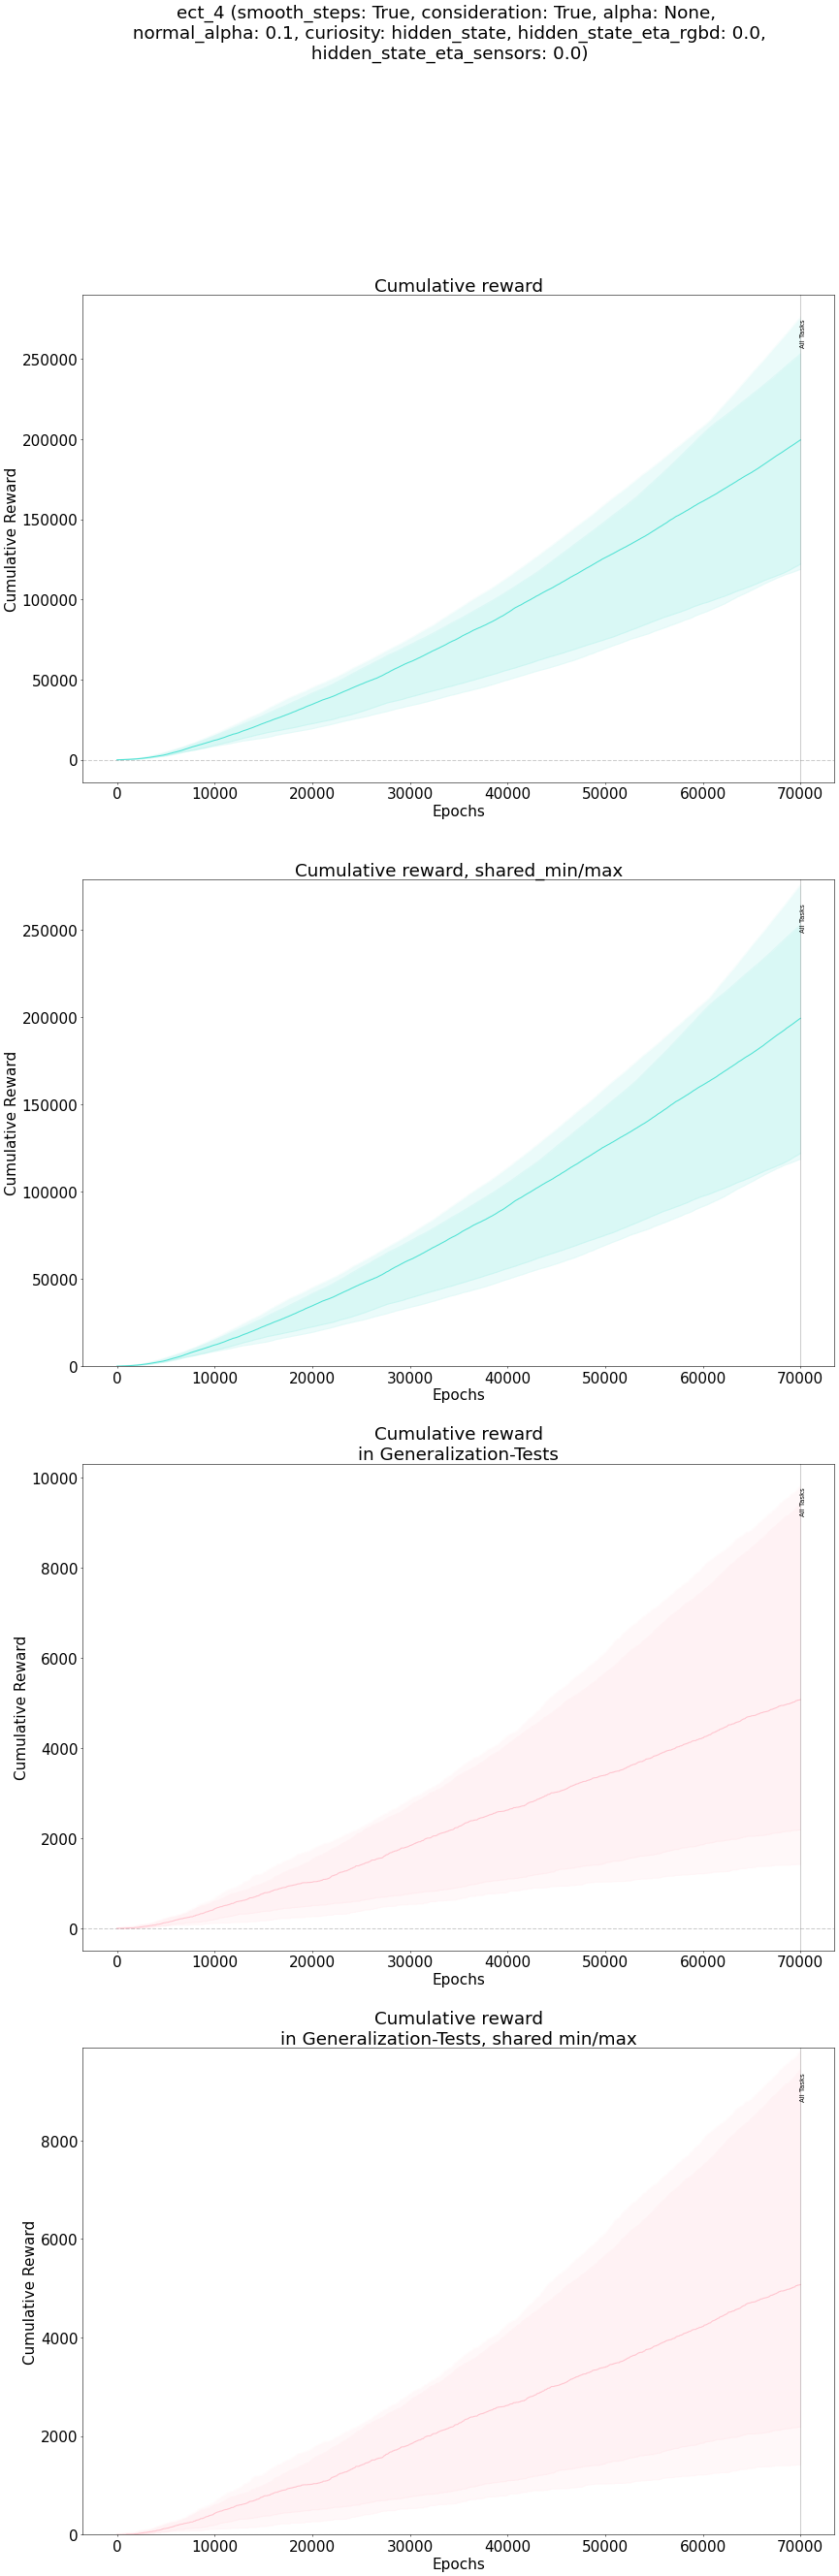 ect_4 (smooth_steps: True, consideration: True, alpha: None,
normal_alpha: 0.1, curiosity: hidden_state, hidden_state_eta_rgbd: 0.0,
hidden_state_eta_sensors: 0.0)
Cumulative reward
All Tasks
250000
200000
150000
100000
50000
0
Cumulative Reward
0 10000 20000 30000 40000 50000 60000 70000
Epochs
Cumulative reward, shared_min/max
All Tasks
250000
200000
150000
100000
50000
0
Cumulative Reward
0 10000 20000 30000 40000 50000 60000 70000
Epochs
Cumulative reward
in Generalization-Tests
All Tasks
10000
8000
6000
4000
2000
0
Cumulative Reward
0 10000 20000 30000 40000 50000 60000 70000
Epochs
Cumulative reward
in Generalization-Tests, shared min/max
All Tasks
8000
6000
4000
2000
0
Cumulative Reward
0 10000 20000 30000 40000 50000 60000 70000
Epochs